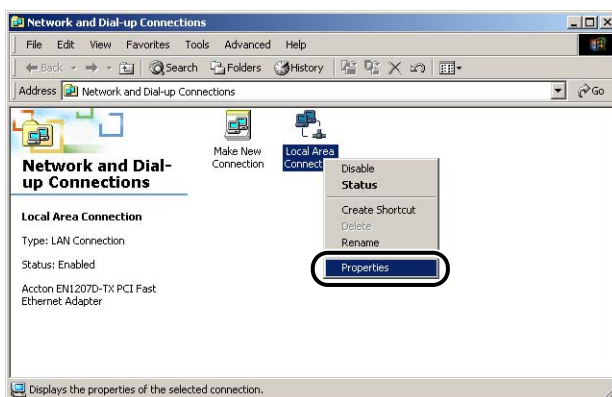 Network and Dial-up Connections
File Edit View Favorites Tools Advanced Help
Back Search Folders History
Address Network and Dial-up Connections Go
Network and Dial-
up Connections
Local Area Connection
Type: LAN Connection
Status: Enabled
Accton EN1207D-TX PCI Fast
Ethernet Adapter
Make New
Connection
Local Area
Connect
Disable
Status
Create Shortcut
Delete
Rename
Properties
Displays the properties of the selected connection.